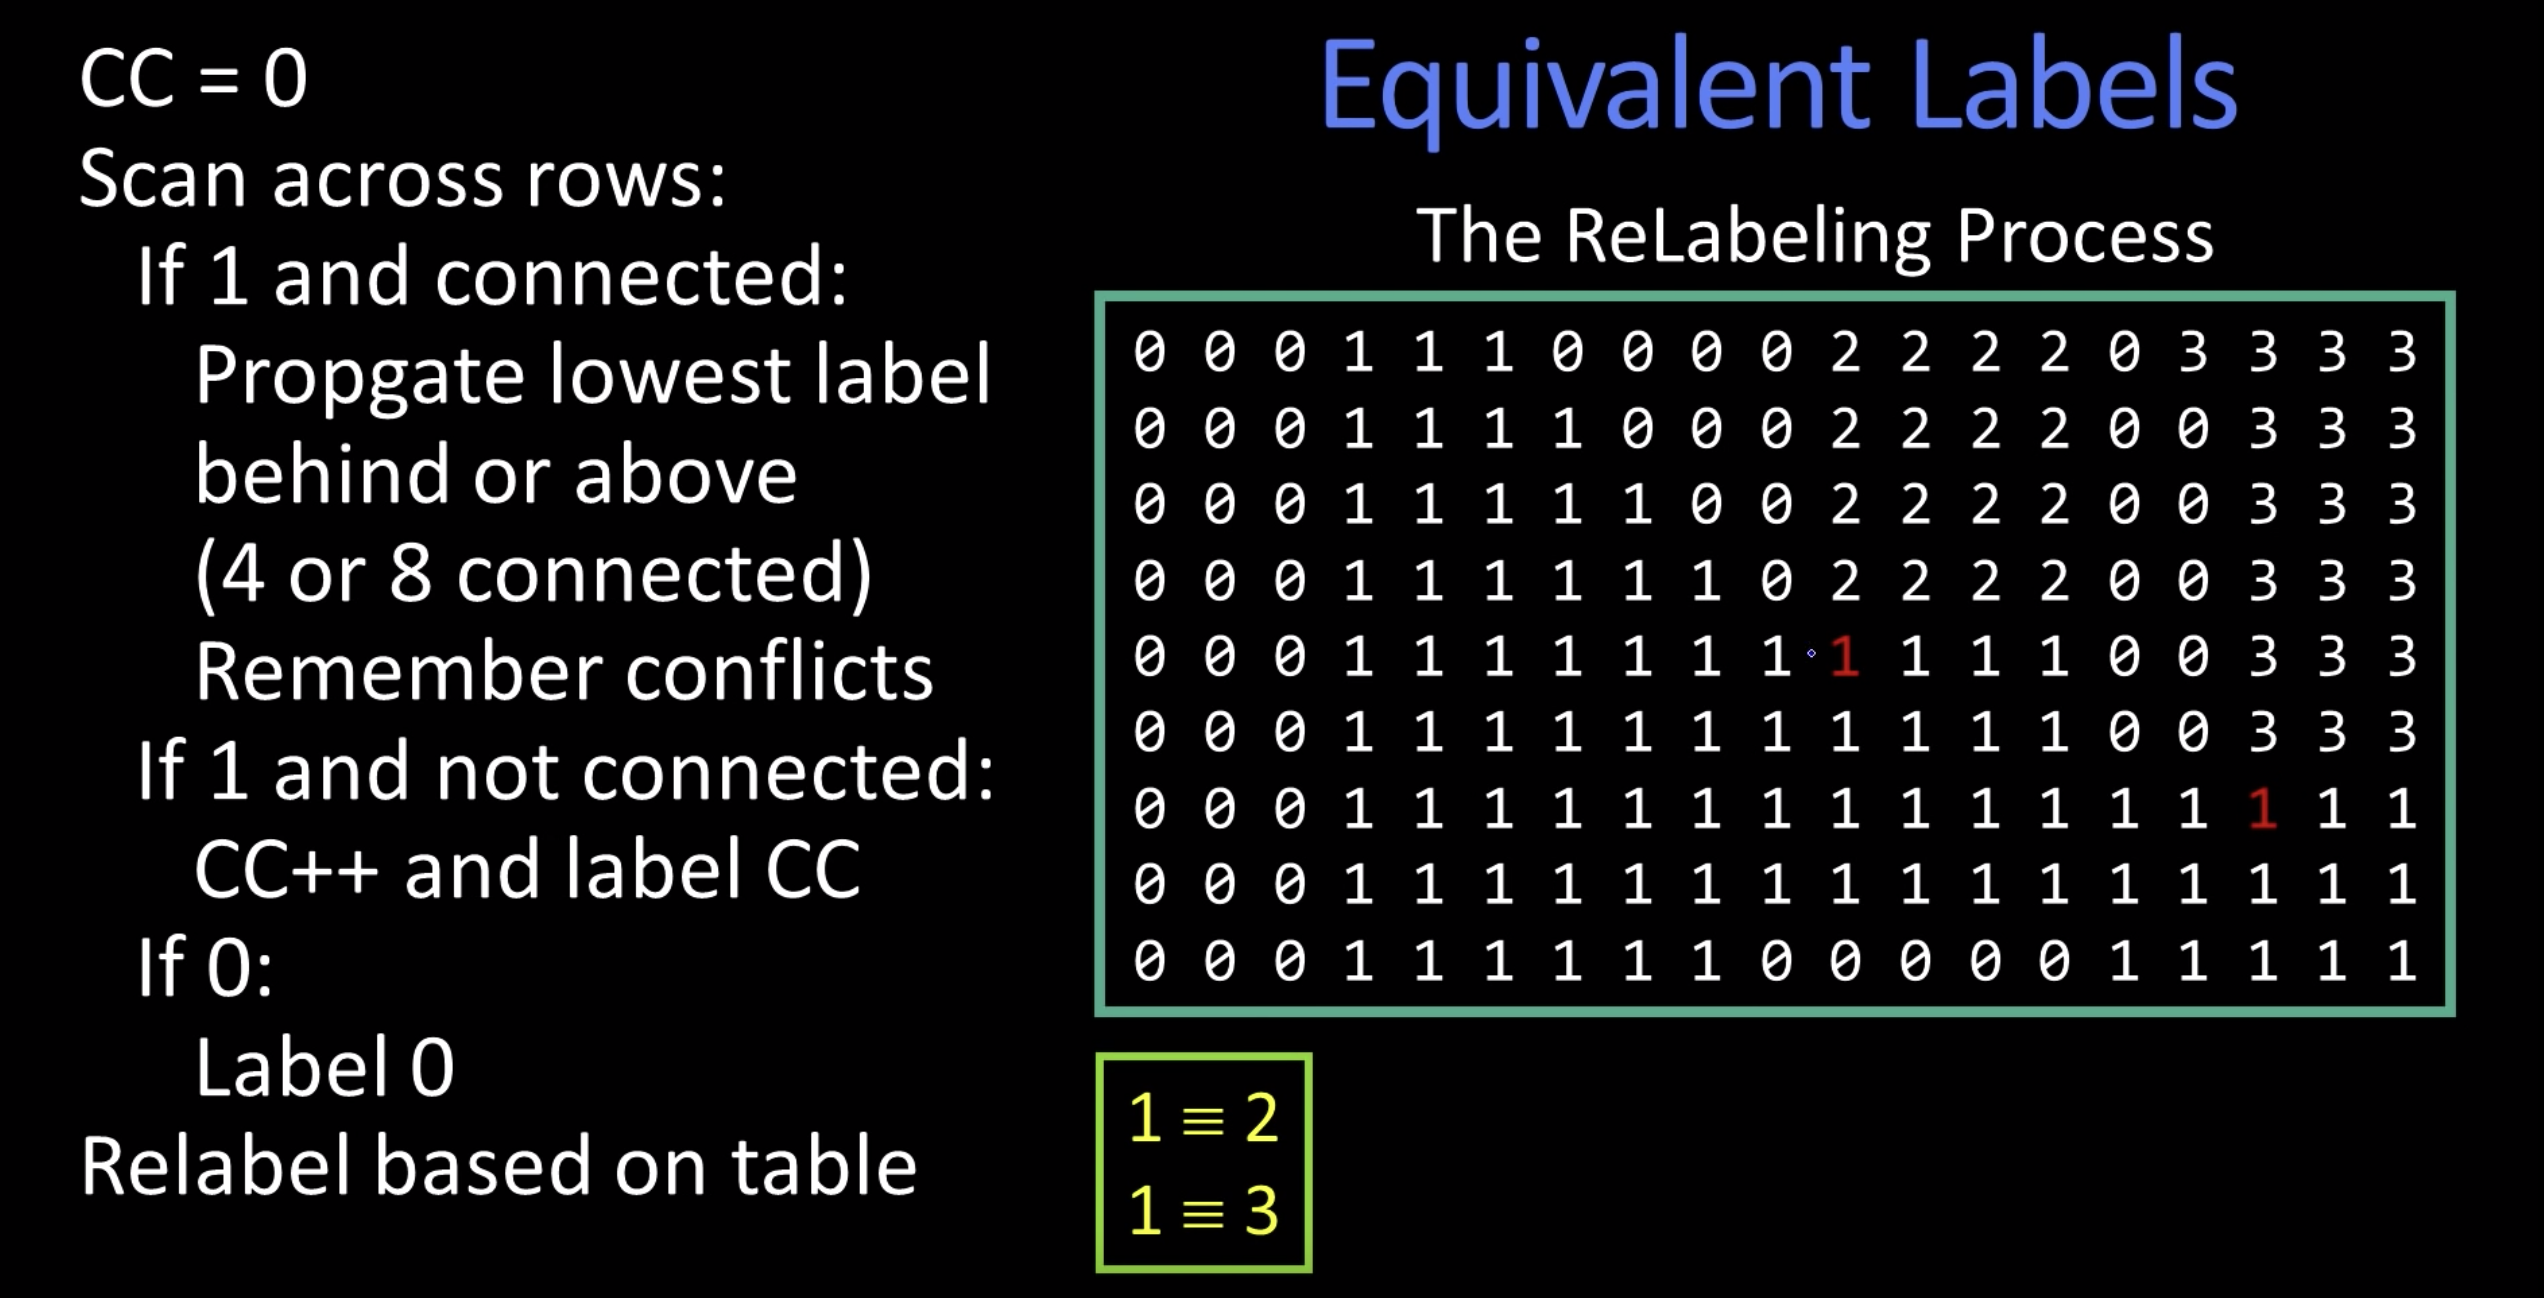 CC = 0
Scan across rows:
If 1 and connected:
Propgate lowest label
behind or above
(4 or 8 connected)
Remember conflicts
If 1 and not connected:
CC++ and label CC
If 0:
Label 0
Relabel based on table
Equivalent Labels
The ReLabeling Process
0 0 0 1 1 1 0 0 0 0 2 2 2 2 0 3 3 3 3
0 0 0 1 1 1 1 0 0 0 2 2 2 2 0 0 3 3 3
0 0 0 1 1 1 1 1 0 0 2 2 2 2 0 0 3 3 3
0 0 0 1 1 1 1 1 1 0 2 2 2 2 0 0 3 3 3
0 0 0 1 1 1 1 1 1 1 1 1 1 1 0 0 3 3 3
0 0 0 1 1 1 1 1 1 1 1 1 1 1 0 0 3 3 3
0 0 0 1 1 1 1 1 1 1 1 1 1 1 1 1 1 1 1
0 0 0 1 1 1 1 1 1 1 1 1 1 1 1 1 1 1 1
0 0 0 1 1 1 1 1 1 0 0 0 0 0 1 1 1 1 1
1 ≡ 2
1 ≡ 3